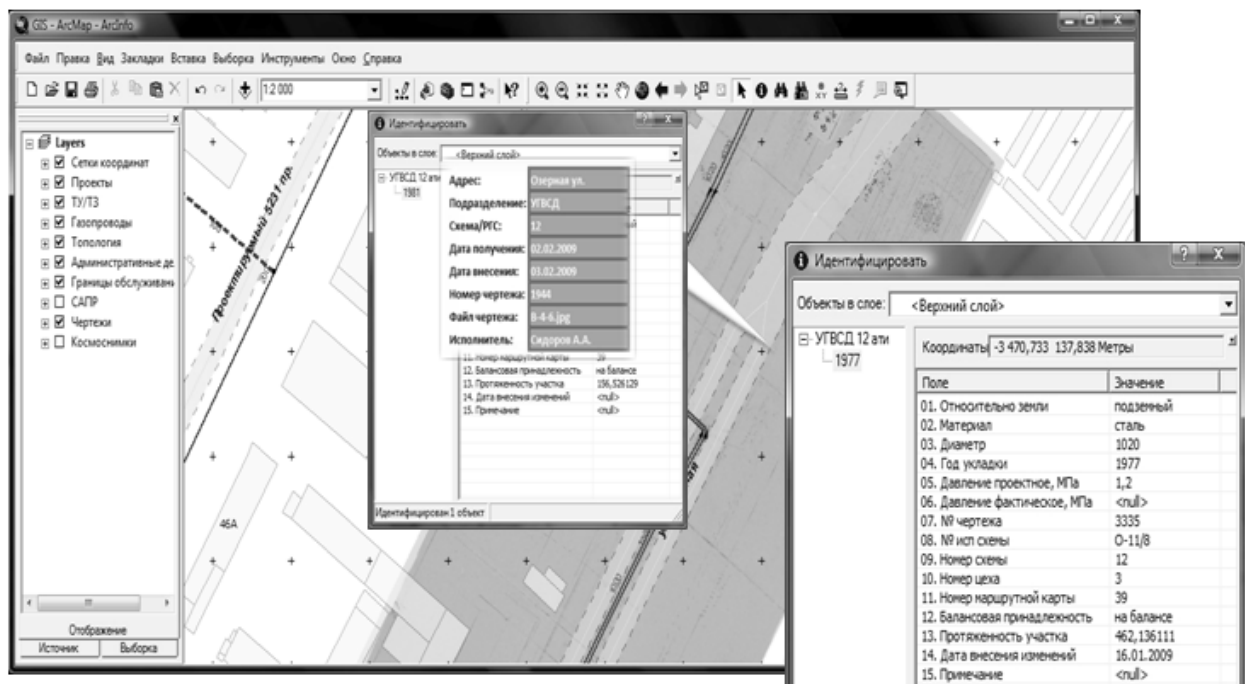 GIS - ArcMap - ArcInfo
Файл Правка Вид Закладки Вставка Выборка Инструменты Окно Справка
1:2 000
Layers
Сетки координат
Проекты
ТУ/ТЗ
Газопроводы
Топология
Административные де
Границы обслуживани
САПР
Чертежи
Космоснимки
Отображение
Источник Выборка
Проектируемый 5231 пр.
46А
Идентифицировать
Объекты в слое: <Верхний слой>
УГВСД 12 ати
1981
Адрес: Озерная ул.
Подразделение: УГВСД
Схема/РГС: 12
Дата получения: 02.02.2009
Дата внесения: 03.02.2009
Номер чертежа: 1944
Файл чертежа: В-4-6.jpg
Исполнитель: Сидоров А.А.
11. Номер маршрутной карты 39
12. Балансовая принадлежность на балансе
13. Протяженность участка 156,526129
14. Дата внесения изменений <null>
15. Примечание <null>
Идентифицирован 1 объект
Идентифицировать
Объекты в слое: <Верхний слой>
УГВСД 12 ати
1977
Координаты -3 470,733 137,838 Метры
Поле Значение
01. Относительно земли подземный
02. Материал сталь
03. Диаметр 1020
04. Год укладки 1977
05. Давление проектное, МПа 1,2
06. Давление фактическое, МПа <null>
07. № чертежа 3335
08. № исп схемы О-11/8
09. Номер схемы 12
10. Номер цеха 3
11. Номер маршрутной карты 39
12. Балансовая принадлежность на балансе
13. Протяженность участка 462,136111
14. Дата внесения изменений 16.01.2009
15. Примечание <null>